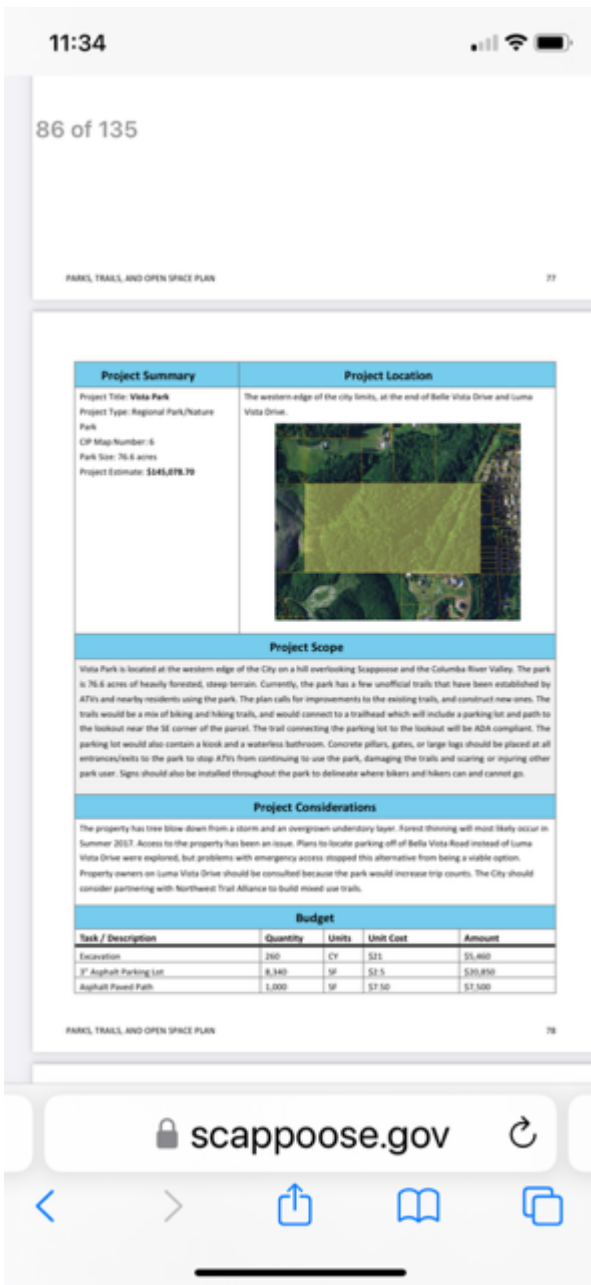 11:34
86 of 135
PARKS, TRAILS, AND OPEN SPACE PLAN 77
Project Summary
Project Title: Vista Park
Project Type: Regional Park/Nature
Park
CIP Map Number: 6
Park Size: 76.6 acres
Project Estimate: $145,078.70
Project Location
The western edge of the city limits, at the end of Belle Vista Drive and Luma
Vista Drive.
Project Scope
Vista Park is located at the western edge of the City on a hill overlooking Scappoose and the Columba River Valley. The park
is 76.6 acres of heavily forested, steep terrain. Currently, the park has a few unofficial trails that have been established by
ATVs and nearby residents using the park. The plan calls for improvements to the existing trails, and construct new ones. The
trails would be a mix of biking and hiking trails, and would connect to a trailhead which will include a parking lot and path to
the lookout near the SE corner of the parcel. The trail connecting the parking lot to the lookout will be ADA compliant. The
parking lot would also contain a kiosk and a waterless bathroom. Concrete pillars, gates, or large logs should be placed at all
entrances/exits to the park to stop ATVs from continuing to use the park, damaging the trails and scaring or injuring other
park user. Signs should also be installed throughout the park to delineate where bikers and hikers can and cannot go.
Project Considerations
The property has tree blow down from a storm and an overgrown understory layer. Forest thinning will most likely occur in
Summer 2017. Access to the property has been an issue. Plans to locate parking off of Bella Vista Road instead of Luma
Vista Drive were explored, but problems with emergency access stopped this alternative from being a viable option.
Property owners on Luma Vista Drive should be consulted because the park would increase trip counts. The City should
consider partnering with Northwest Trail Alliance to build mixed use trails.
Budget
Task / Description Quantity Units Unit Cost Amount
Excavation 260 CY $21 $5,460
3" Asphalt Parking Lot 8,340 SF $2.5 $20,850
Asphalt Paved Path 1,000 SF $7.50 $7,500
PARKS, TRAILS, AND OPEN SPACE PLAN 78
scappoose.gov